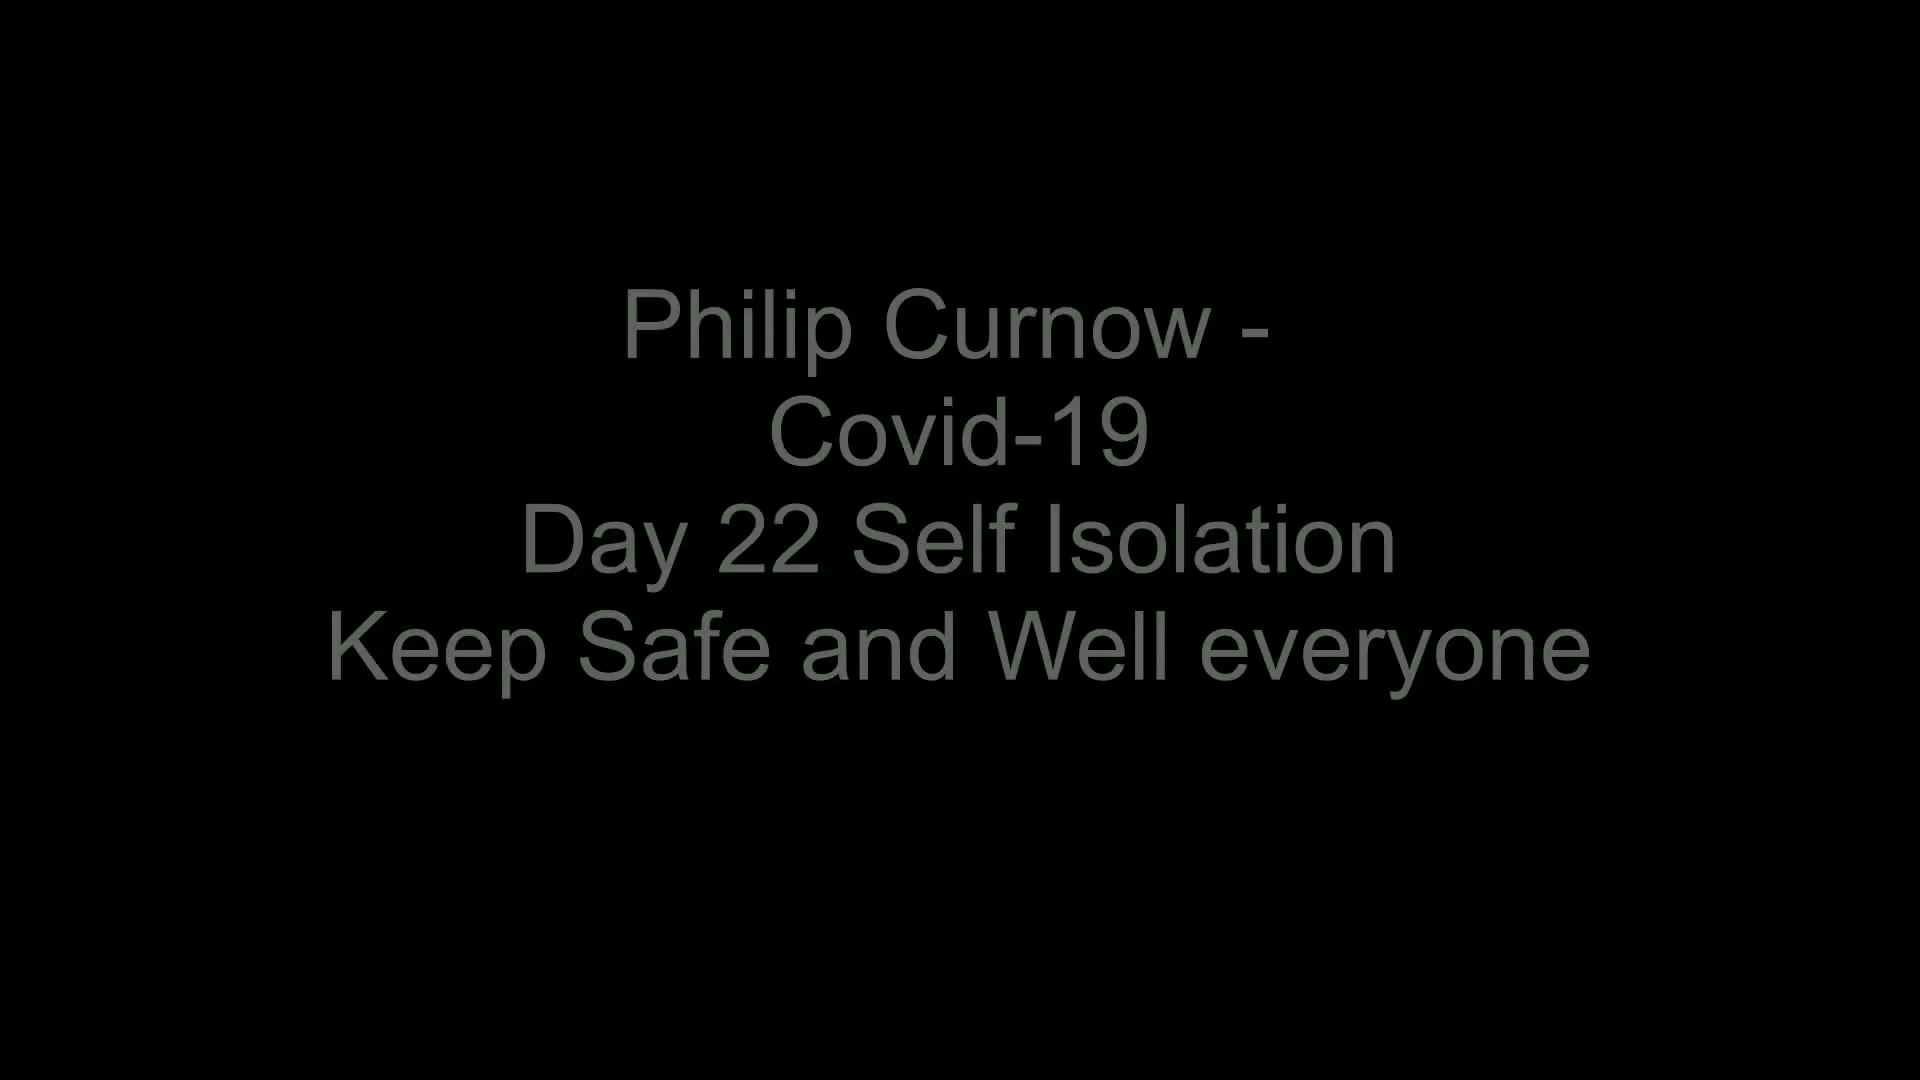 Philip Curnow -
Covid-19
Day 22 Self Isolation
Keep Safe and Well everyone